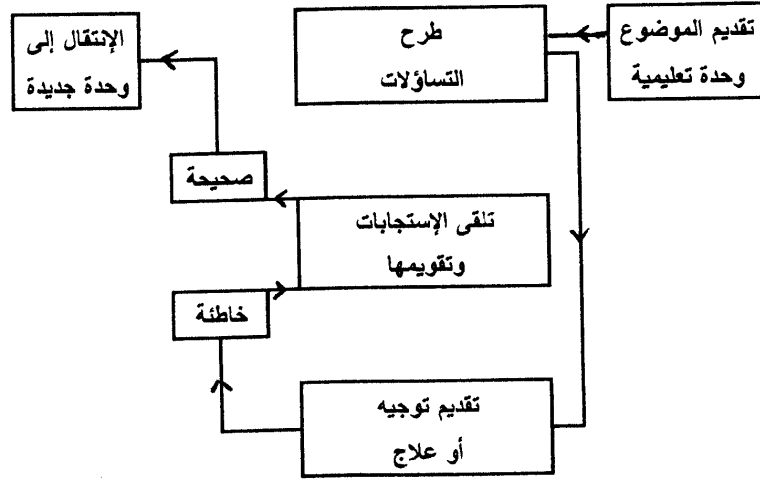 تقديم الموضوع
وحدة تعليمية
طرح
التساؤلات
الإنتقال إلى
وحدة جديدة
صحيحة
تلقى الإستجابات
وتقويمها
خاطئة
تقديم توجيه
أو علاج